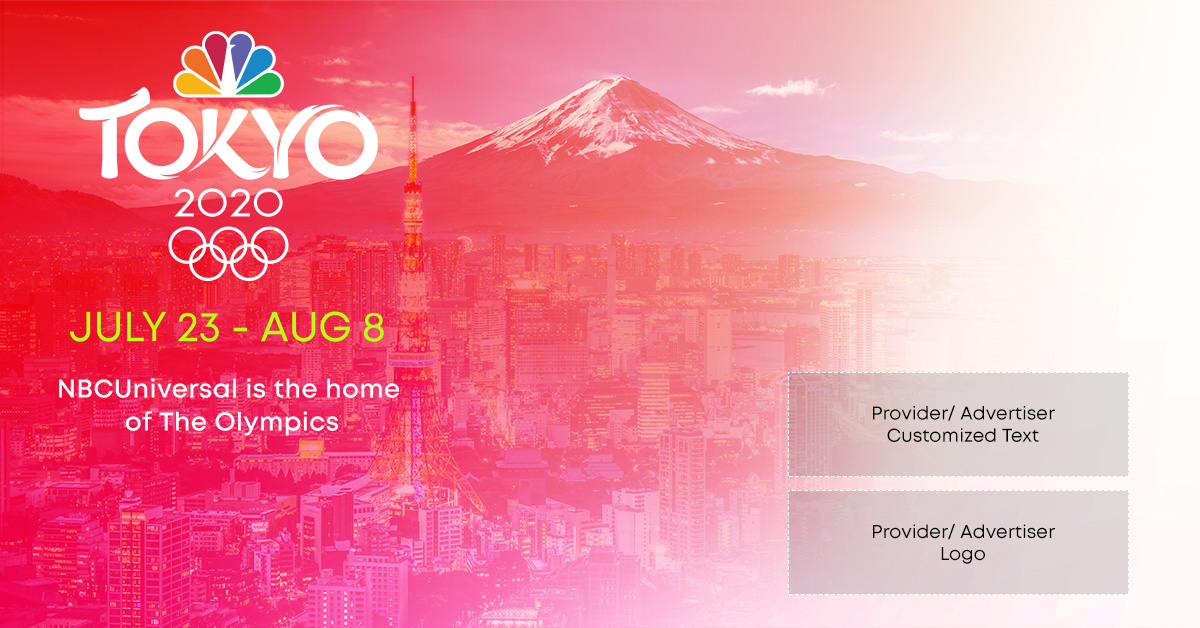 TOKYO
2020
JULY 23 - AUG 8
NBCUniversal is the home
of The Olympics
Provider/ Advertiser
Customized Text
Provider/ Advertiser
Logo